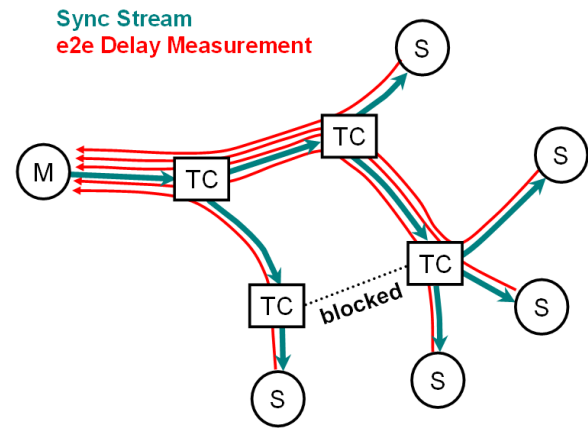 Sync Stream
e2e Delay Measurement
S
TC
S
M
TC
TC
S
TC
blocked
S
S